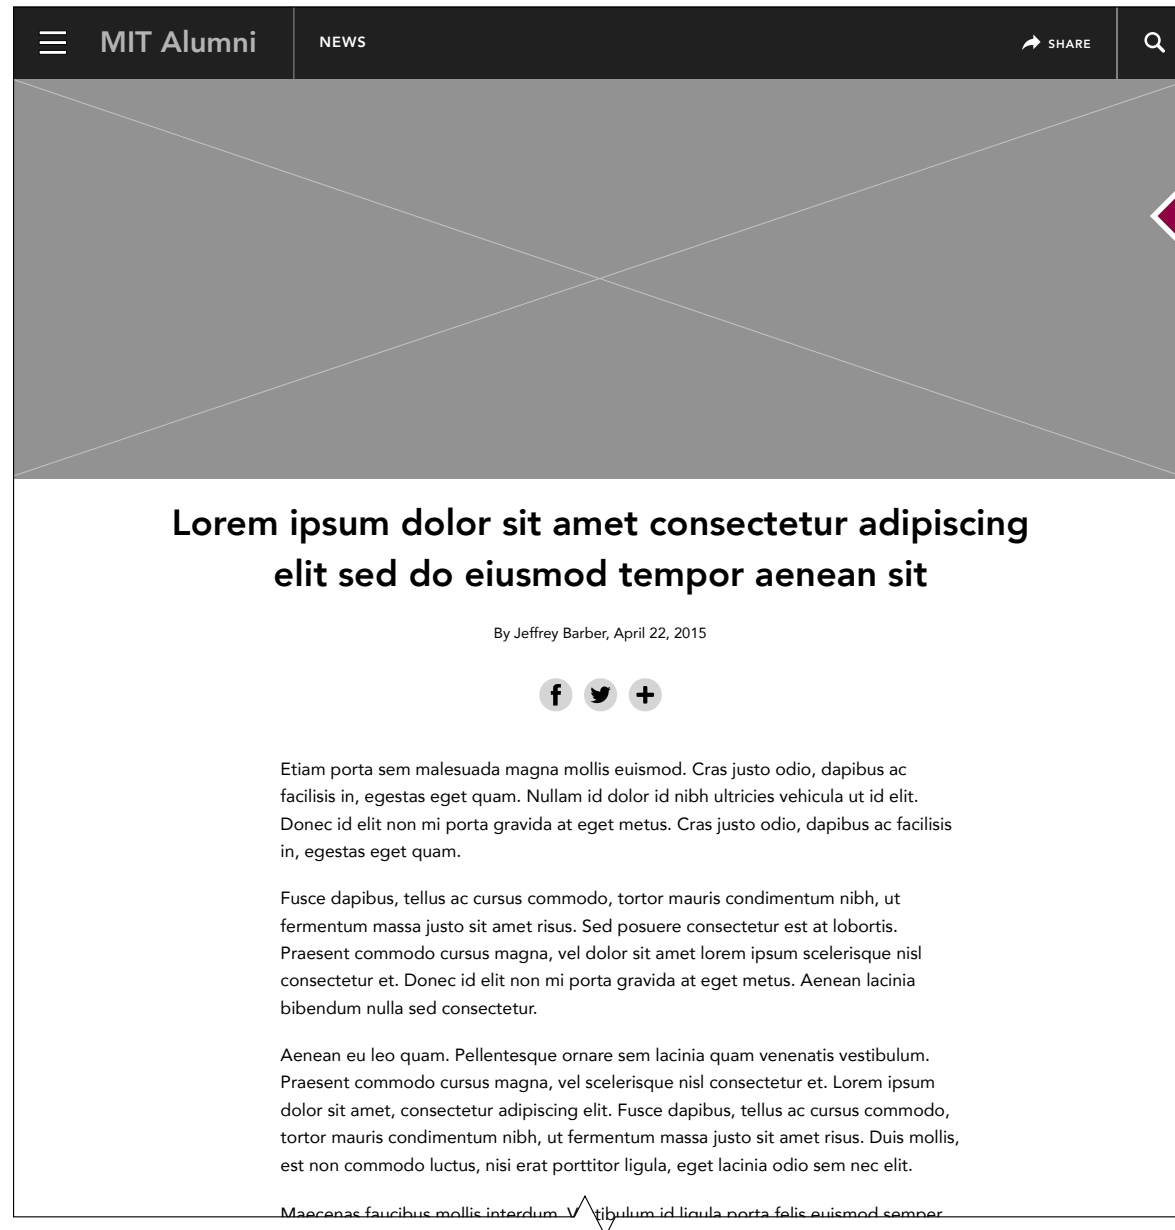 MIT Alumni
NEWS
SHARE
Lorem ipsum dolor sit amet consectetur adipiscing
elit sed do eiusmod tempor aenean sit
By Jeffrey Barber, April 22, 2015
Etiam porta sem malesuada magna mollis euismod. Cras justo odio, dapibus ac
facilisis in, egestas eget quam. Nullam id dolor id nibh ultricies vehicula ut id elit.
Donec id elit non mi porta gravida at eget metus. Cras justo odio, dapibus ac facilisis
in, egestas eget quam.
Fusce dapibus, tellus ac cursus commodo, tortor mauris condimentum nibh, ut
fermentum massa justo sit amet risus. Sed posuere consectetur est at lobortis.
Praesent commodo cursus magna, vel dolor sit amet lorem ipsum scelerisque nisl
consectetur et. Donec id elit non mi porta gravida at eget metus. Aenean lacinia
bibendum nulla sed consectetur.
Aenean eu leo quam. Pellentesque ornare sem lacinia quam venenatis vestibulum.
Praesent commodo cursus magna, vel scelerisque nisl consectetur et. Lorem ipsum
dolor sit amet, consectetur adipiscing elit. Fusce dapibus, tellus ac cursus commodo,
tortor mauris condimentum nibh, ut fermentum massa justo sit amet risus. Duis mollis,
est non commodo luctus, nisi erat porttitor ligula, eget lacinia odio sem nec elit.
Maecenas faucibus mollis interdum. id ligula porta felis euismod semper